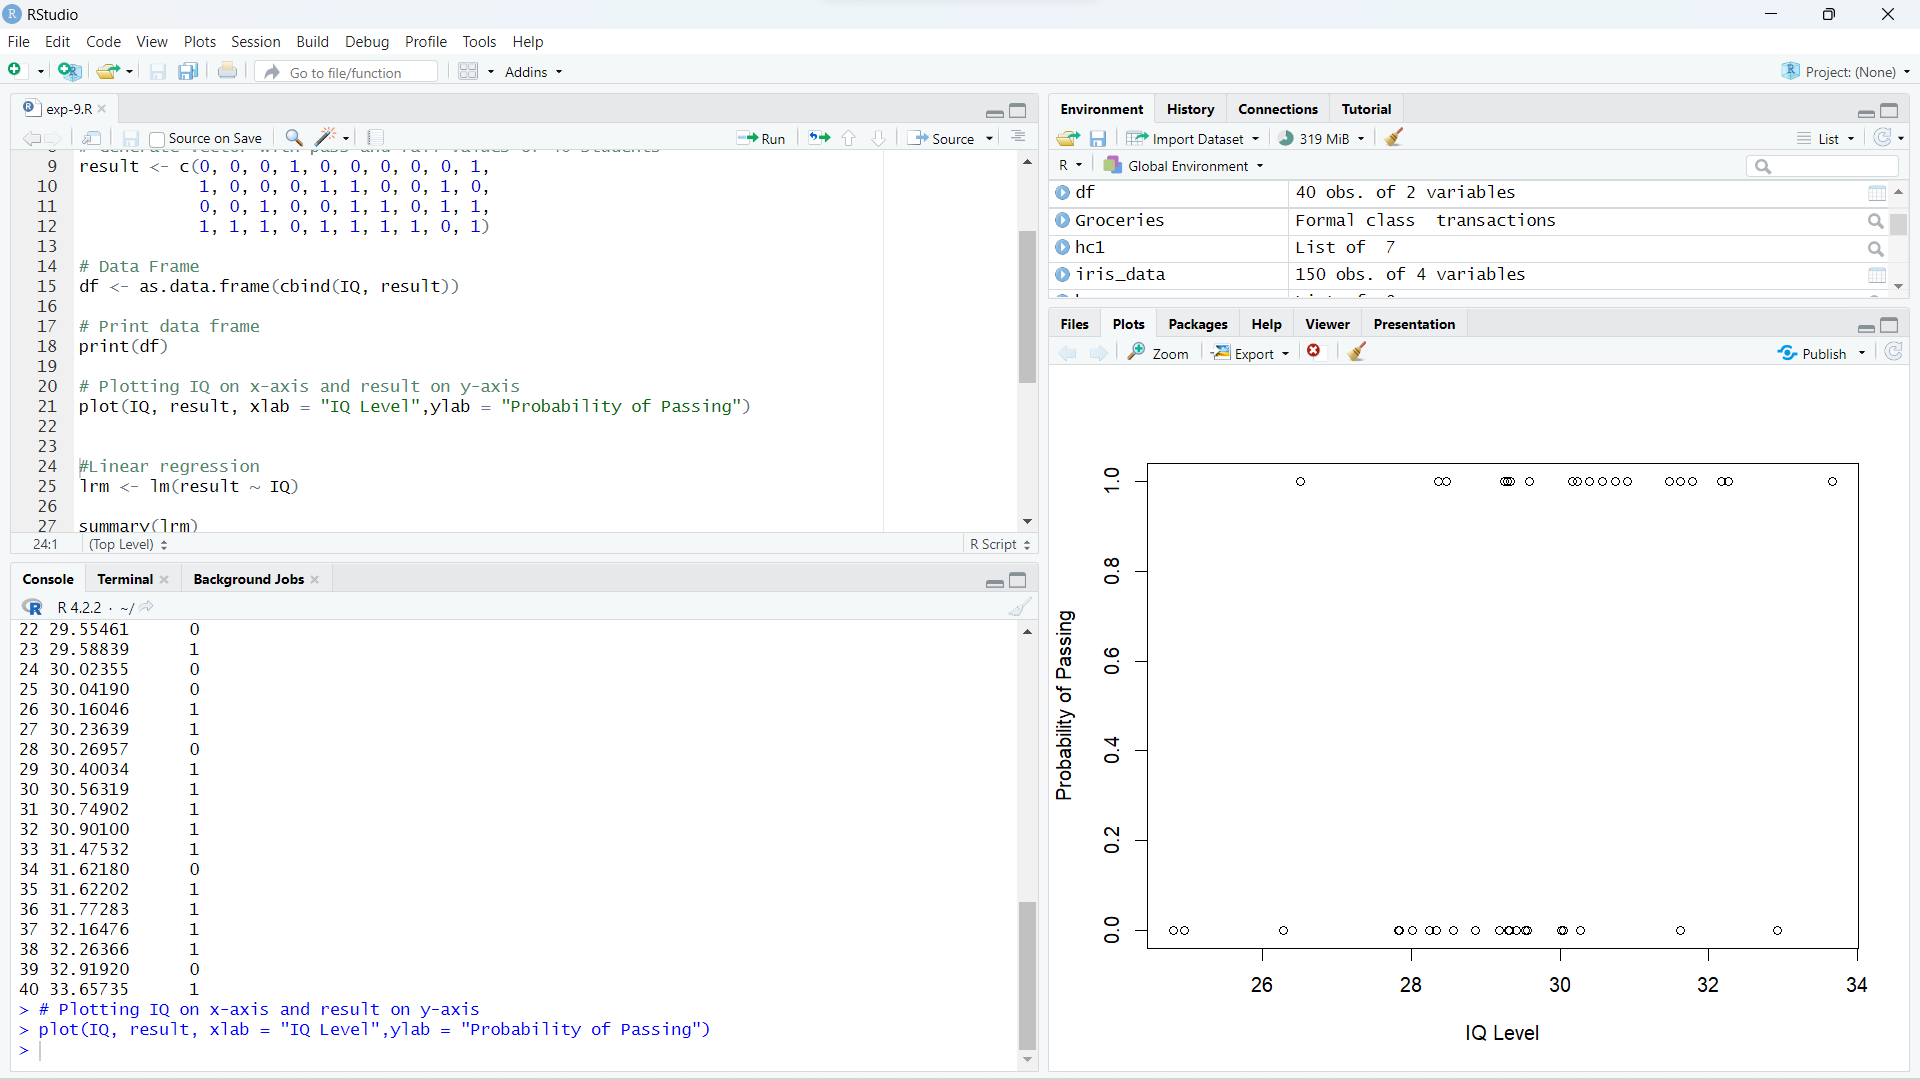 RStudio
File Edit Code View Plots Session Build Debug Profile Tools Help
Go to file/function Addins Project: (None)
exp-9.R
Source on Save Run Source
9 result <- c(0, 0, 0, 1, 0, 0, 0, 0, 0, 1,
10 1, 0, 0, 0, 1, 1, 0, 0, 1, 0,
11 0, 0, 1, 0, 0, 1, 1, 0, 1, 1,
12 1, 1, 1, 0, 1, 1, 1, 1, 0, 1)
13
14 # Data Frame
15 df <- as.data.frame(cbind(IQ, result))
16
17 # Print data frame
18 print(df)
19
20 # Plotting IQ on x-axis and result on y-axis
21 plot(IQ, result, xlab = "IQ Level",ylab = "Probability of Passing")
22
23
24 #Linear regression
25 lrm <- lm(result ~ IQ)
26
27 summary(lrm)
24:1 (Top Level) R Script
Console Terminal Background Jobs
R 4.2.2 · ~/
22 29.55461 0
23 29.58839 1
24 30.02355 0
25 30.04190 0
26 30.16046 1
27 30.23639 1
28 30.26957 0
29 30.40034 1
30 30.56319 1
31 30.74902 1
32 30.90100 1
33 31.47532 1
34 31.62180 0
35 31.62202 1
36 31.77283 1
37 32.16476 1
38 32.26366 1
39 32.91920 0
40 33.65735 1
> # Plotting IQ on x-axis and result on y-axis
> plot(IQ, result, xlab = "IQ Level",ylab = "Probability of Passing")
>
Environment History Connections Tutorial
Import Dataset 319 MiB List
R Global Environment
df 40 obs. of 2 variables
Groceries Formal class transactions
hc1 List of 7
iris_data 150 obs. of 4 variables
Files Plots Packages Help Viewer Presentation
Zoom Export Publish
1.0
0.8
0.6
0.4
0.2
0.0
Probability of Passing
26 28 30 32 34
IQ Level